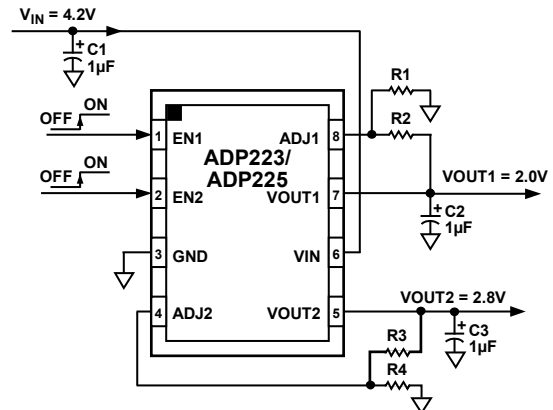 VIN = 4.2V
C1
1µF
R1
R2
OFF ON
OFF ON
ADP223/
ADP225
1 EN1
2 EN2
3 GND
4 ADJ2
ADJ1 8
VOUT1 7
VIN 6
VOUT2 5
VOUT1 = 2.0V
C2
1µF
VOUT2 = 2.8V
C3
1µF
R3
R4
+
+
+